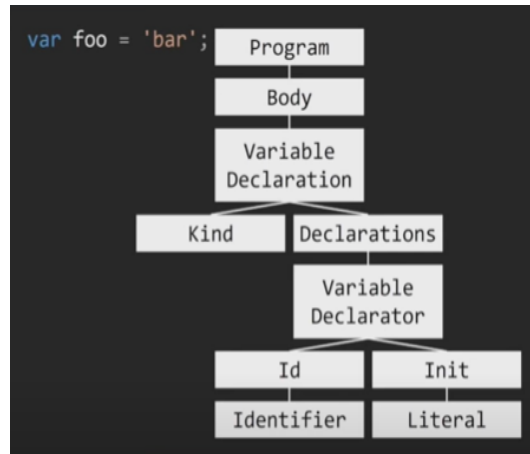 var foo = 'bar';
Program
Body
Variable
Declaration
Kind
Declarations
Variable
Declarator
Id
Init
Identifier
Literal